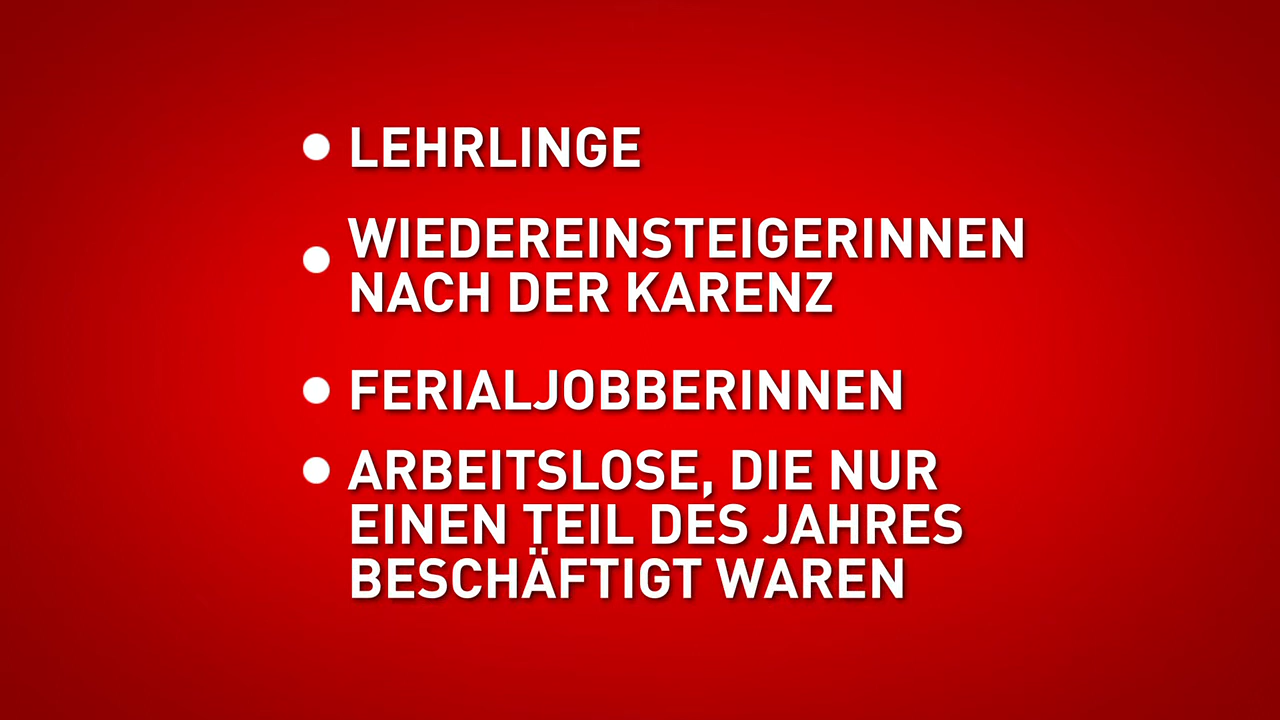 • LEHRLINGE
• WIEDEREINSTEIGERINNEN
NACH DER KARENZ
• FERIALJOBBERINNEN
• ARBEITSLOSE, DIE NUR
EINEN TEIL DES JAHRES
BESCHÄFTIGT WAREN